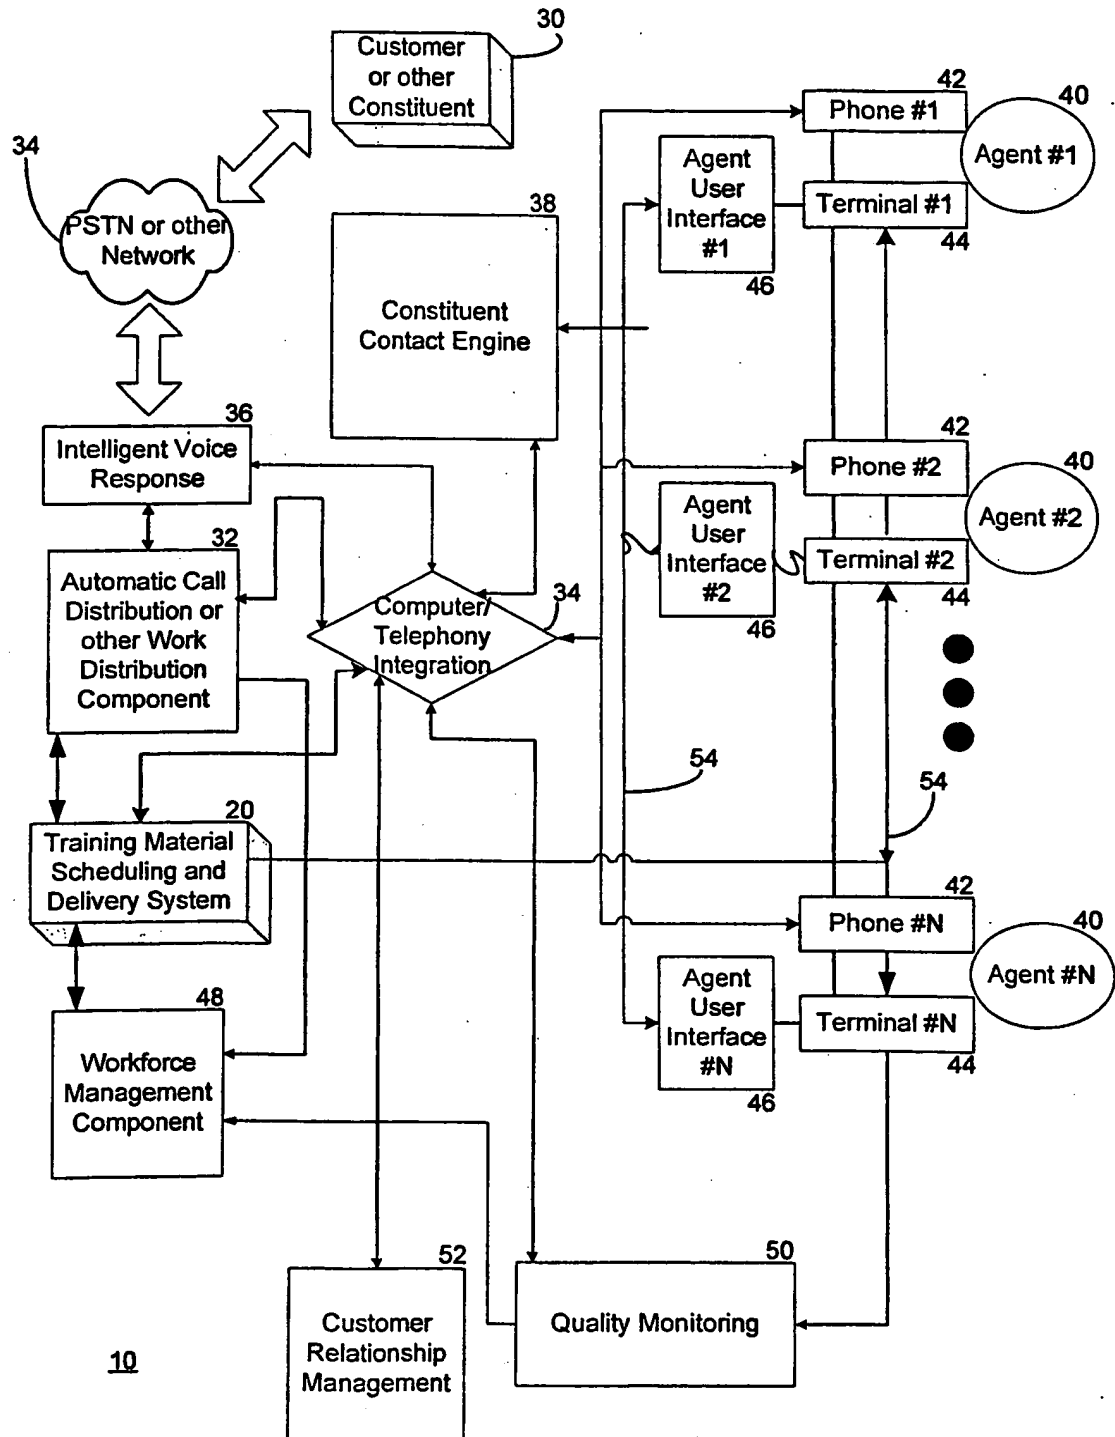 30
Customer
or other
Constituent
34
PSTN or other
Network
38
Constituent
Contact Engine
36
Intelligent Voice
Response
32
Automatic Call
Distribution or
other Work
Distribution
Component
Computer/
Telephony
Integration
34
20
Training Material
Scheduling and
Delivery System
48
Workforce
Management
Component
52
Customer
Relationship
Management
50
Quality Monitoring
10
42
Phone #1
40
Agent #1
Agent
User
Interface
#1
46
Terminal #1
44
42
Phone #2
40
Agent #2
Agent
User
Interface
#2
46
Terminal #2
44
54
54
42
Phone #N
40
Agent #N
Agent
User
Interface
#N
46
Terminal #N
44